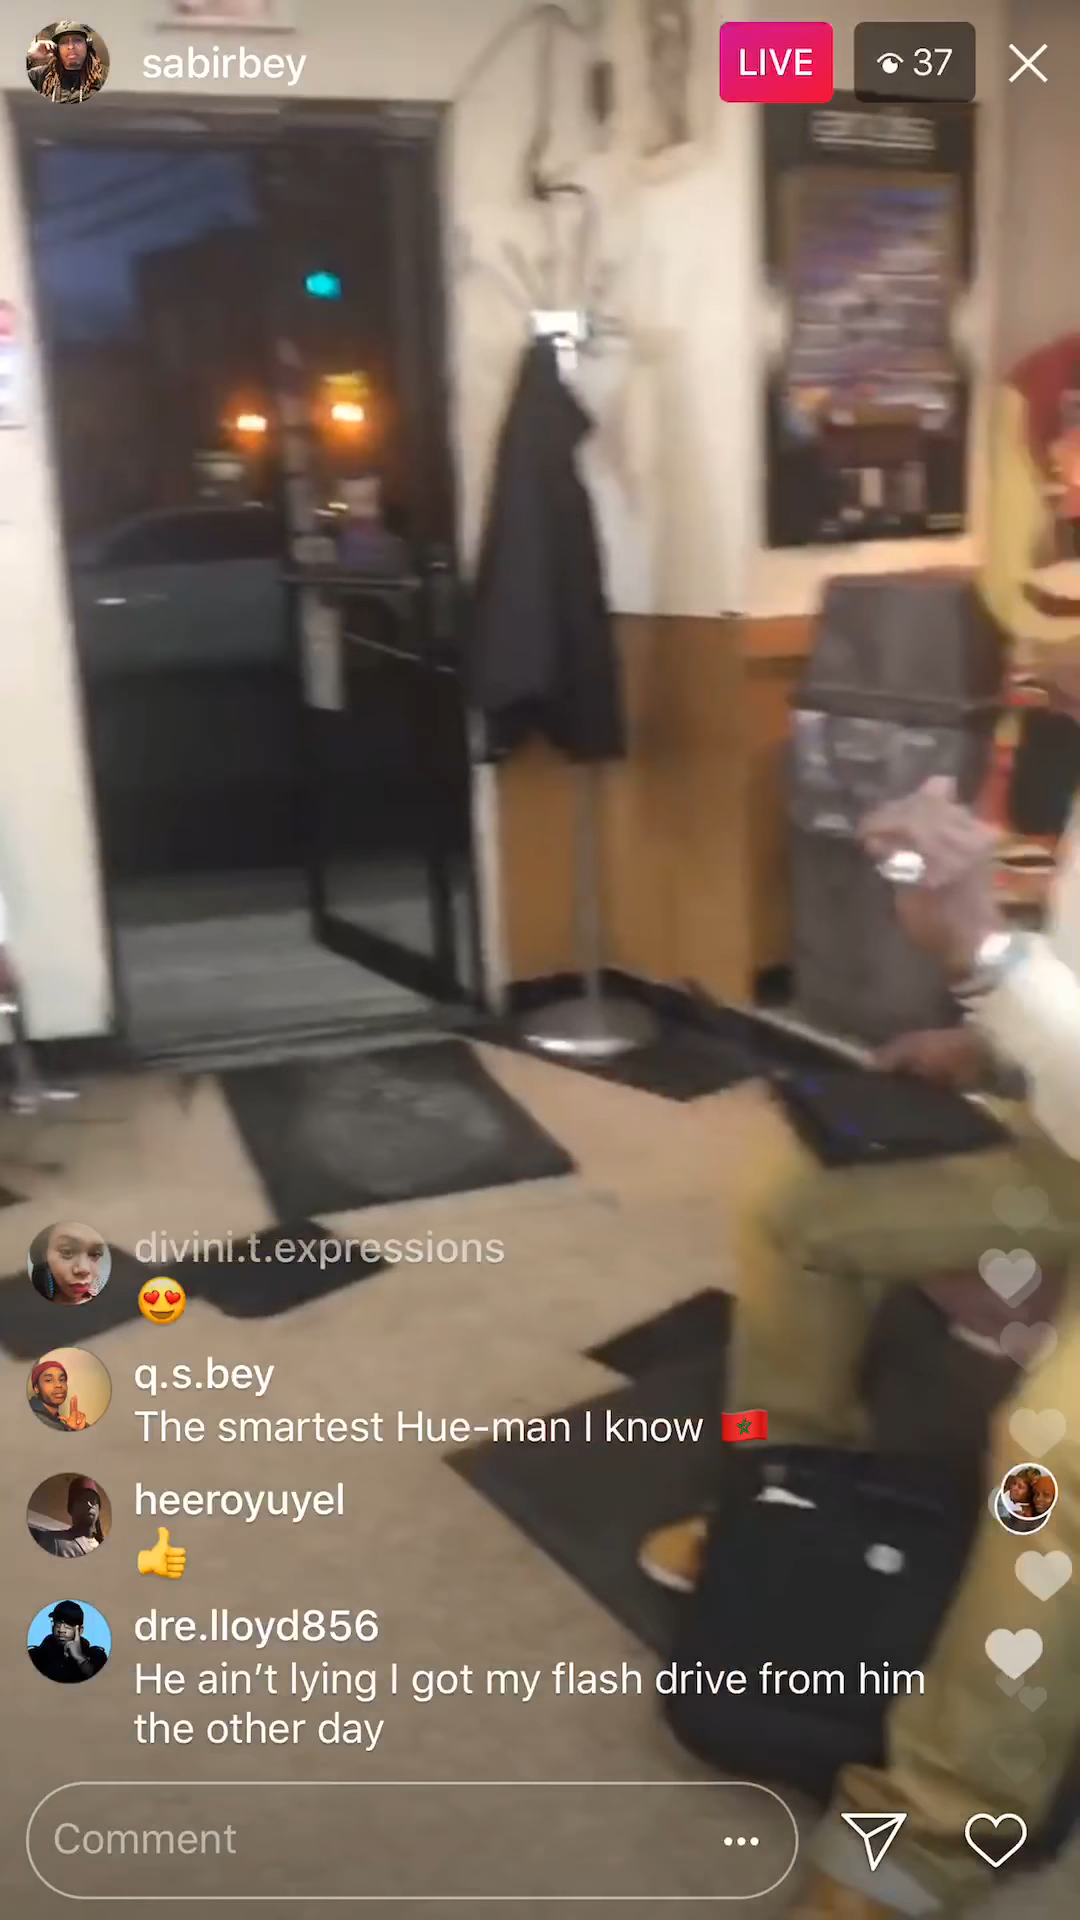 sabirbey
LIVE
37
divini.t.expressions
q.s.bey
The smartest Hue-man I know
heeroyuyel
dre.lloyd856
He ain't lying I got my flash drive from him
the other day
Comment